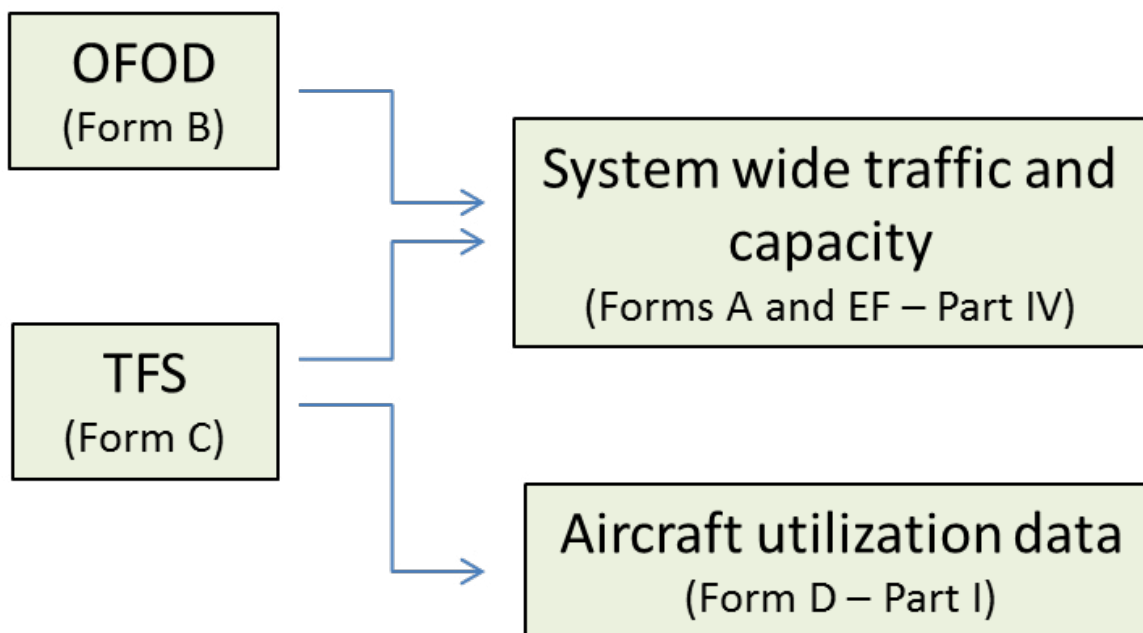 OFOD
(Form B)
System wide traffic and
capacity
(Forms A and EF – Part IV)
TFS
(Form C)
Aircraft utilization data
(Form D – Part I)